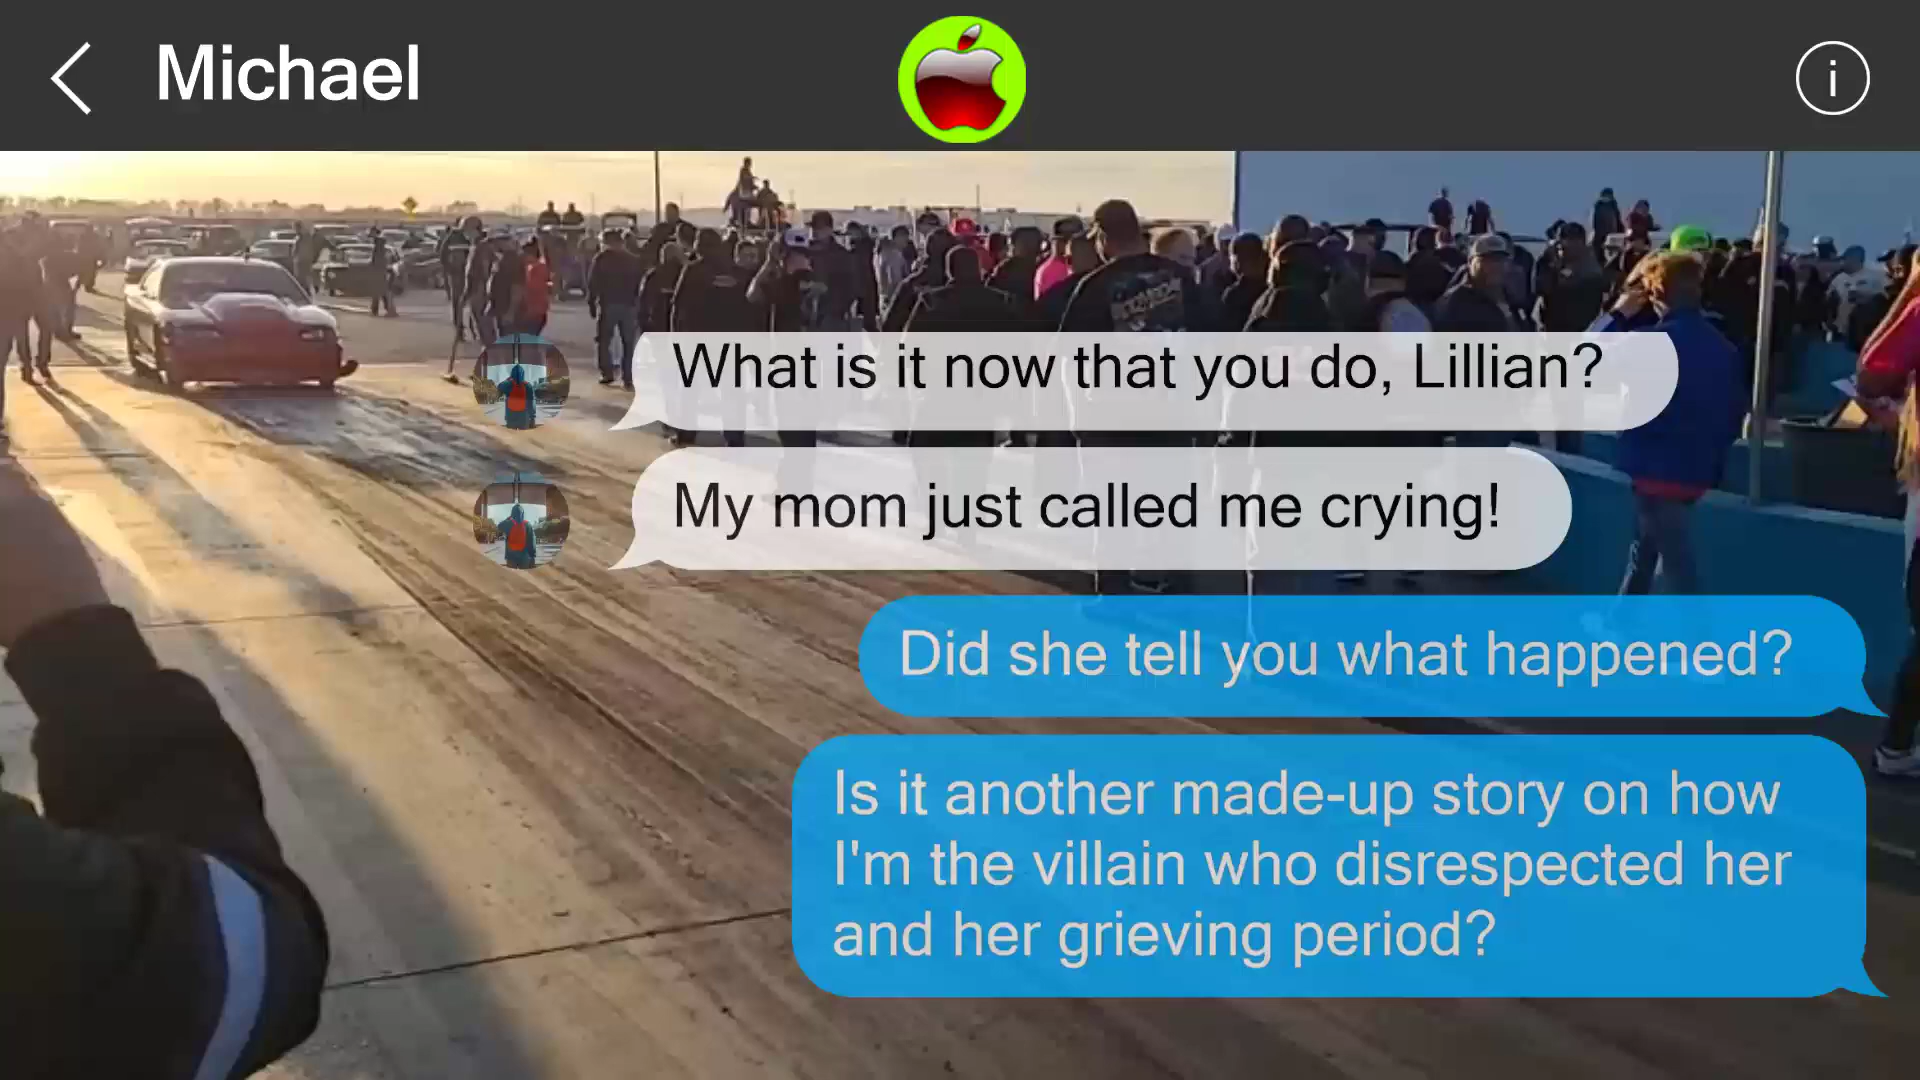 Michael
i
What is it now that you do, Lillian?
My mom just called me crying!
Did she tell you what happened?
Is it another made-up story on how
I'm the villain who disrespected her
and her grieving period?